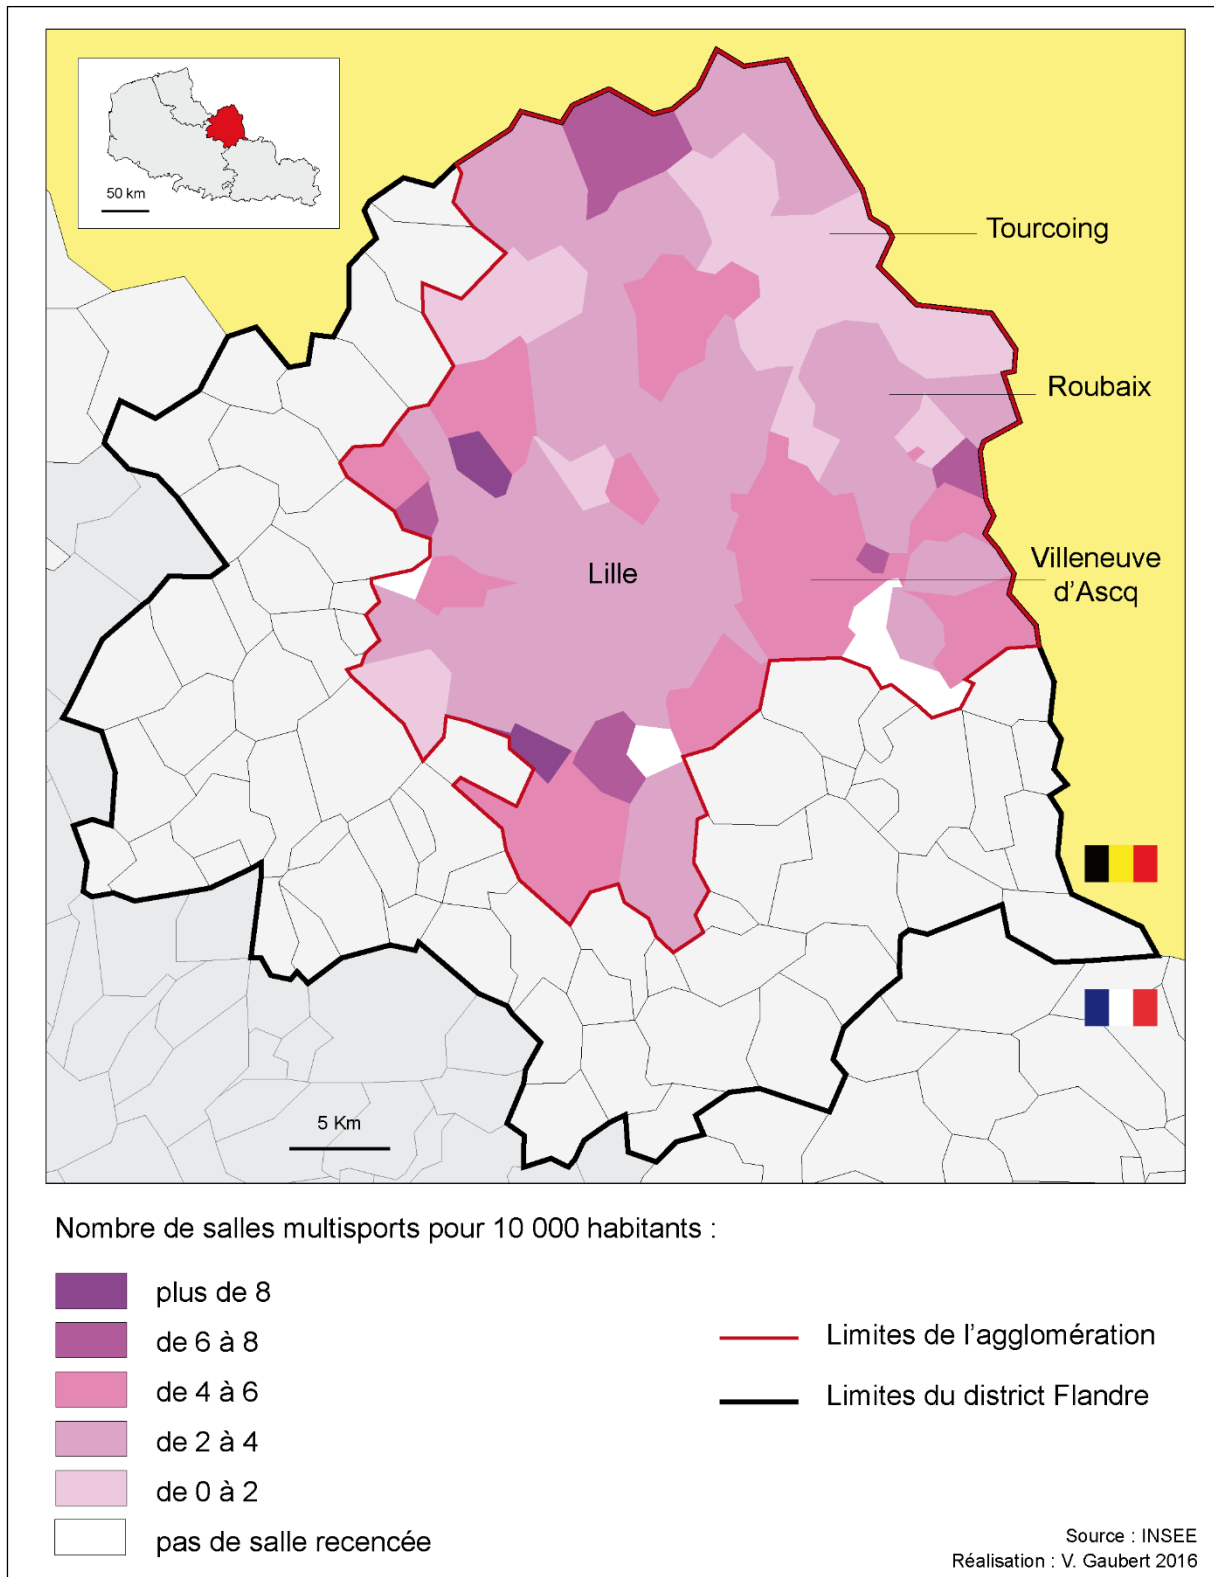 50 km
Tourcoing
Roubaix
Villeneuve
d'Ascq
Lille
5 Km
Nombre de salles multisports pour 10 000 habitants :
plus de 8
de 6 à 8
de 4 à 6
de 2 à 4
de 0 à 2
pas de salle recencée
Limites de l'agglomération
Limites du district Flandre
Source : INSEE
Réalisation : V. Gaubert 2016